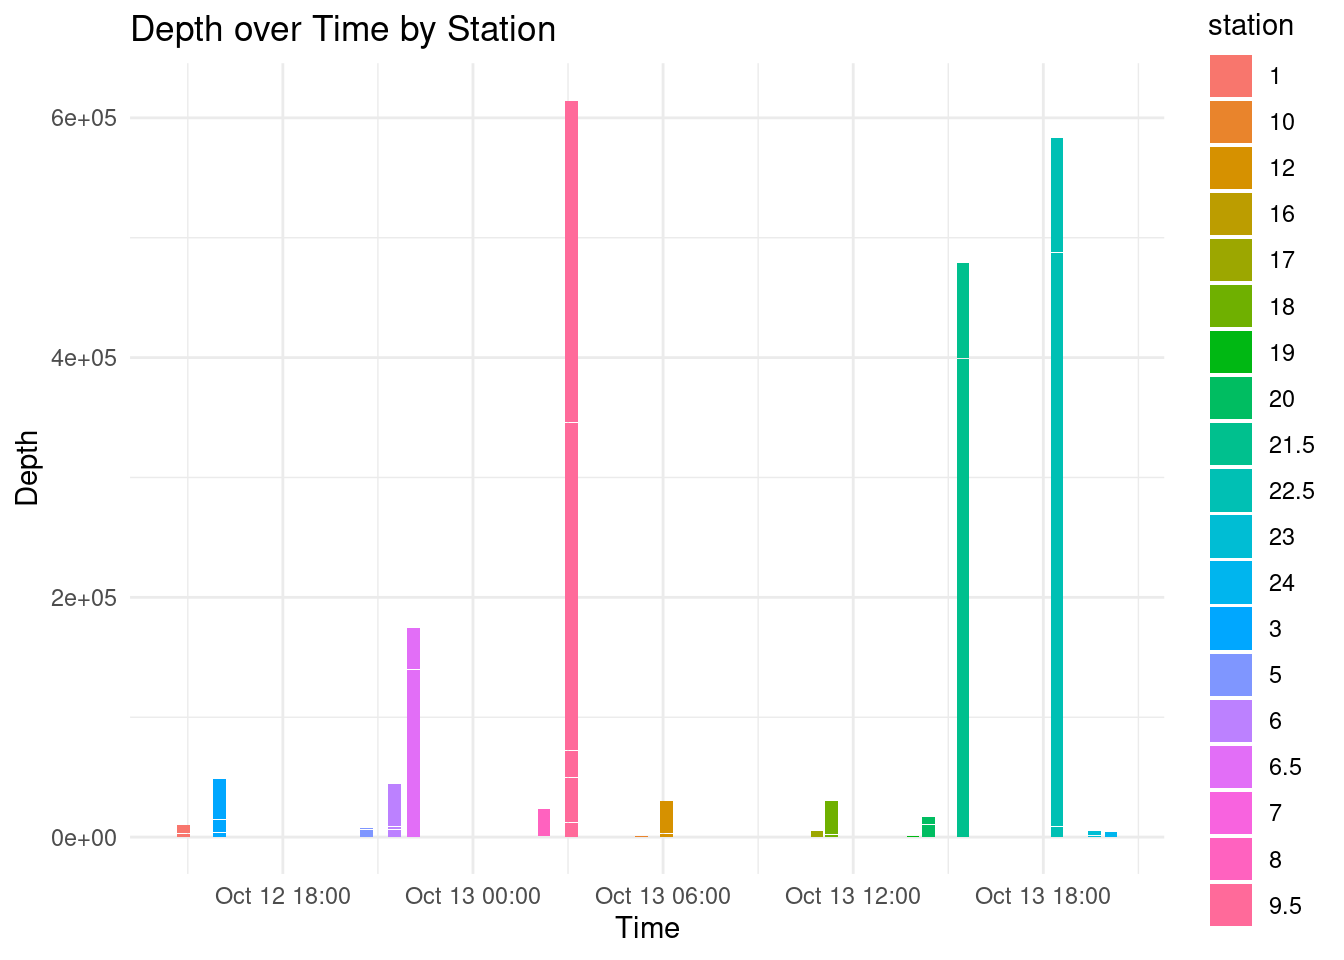 Depth over Time by Station
station
1
10
12
16
17
18
19
20
21.5
22.5
23
24
3
5
6
6.5
7
8
9.5
6e+05
4e+05
2e+05
0e+00
Depth
Oct 12 18:00 Oct 13 00:00 Oct 13 06:00 Oct 13 12:00 Oct 13 18:00
Time